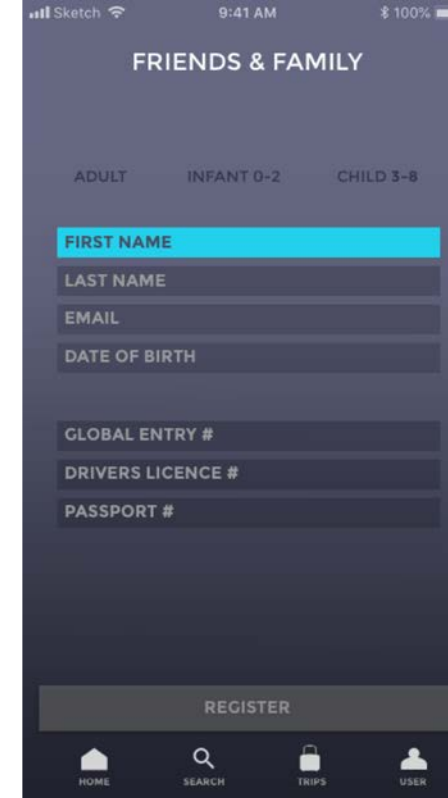 Sketch 9:41 AM 100%
FRIENDS & FAMILY
ADULT INFANT 0-2 CHILD 3-8
FIRST NAME
LAST NAME
EMAIL
DATE OF BIRTH
GLOBAL ENTRY #
DRIVERS LICENCE #
PASSPORT #
REGISTER
HOME SEARCH TRIPS USER